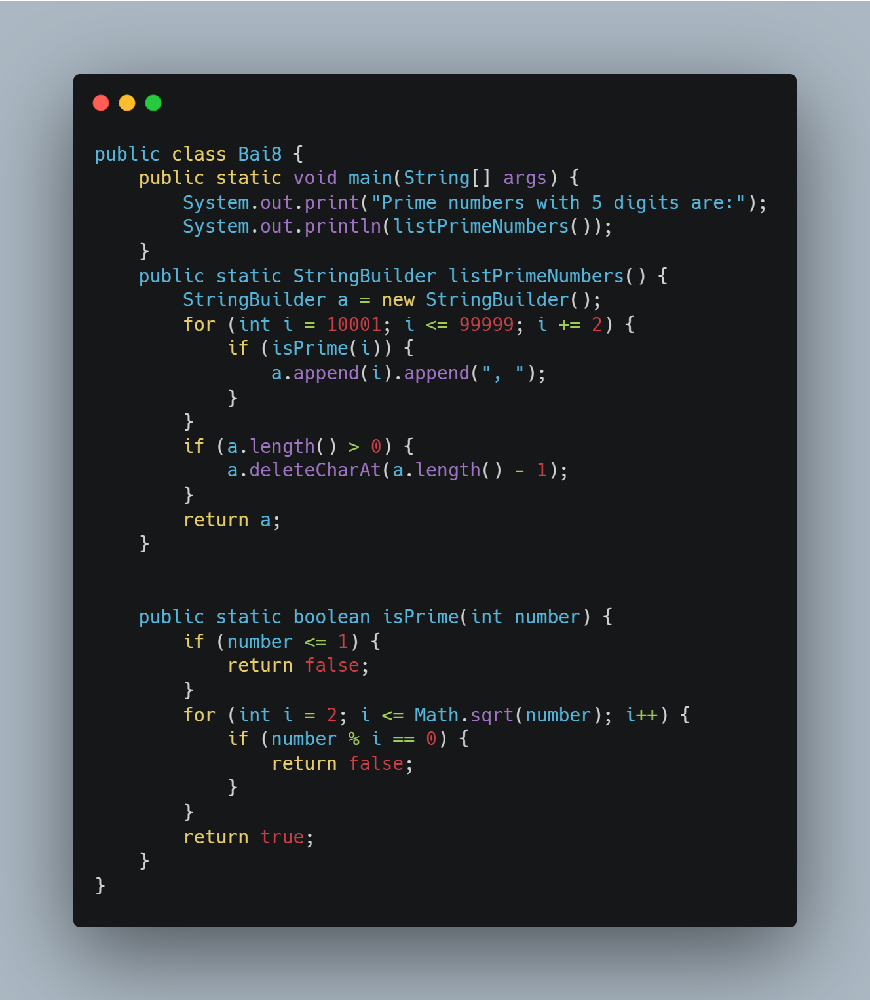 public class Bai8 {
    public static void main(String[] args) {
        System.out.print("Prime numbers with 5 digits are:");
        System.out.println(listPrimeNumbers());
    }
    public static StringBuilder listPrimeNumbers() {
        StringBuilder a = new StringBuilder();
        for (int i = 10001; i <= 99999; i += 2) {
            if (isPrime(i)) {
                a.append(i).append(", ");
            }
        }
        if (a.length() > 0) {
            a.deleteCharAt(a.length() - 1);
        }
        return a;
    }
    public static boolean isPrime(int number) {
        if (number <= 1) {
            return false;
        }
        for (int i = 2; i <= Math.sqrt(number); i++) {
            if (number % i == 0) {
                return false;
            }
        }
        return true;
    }
}